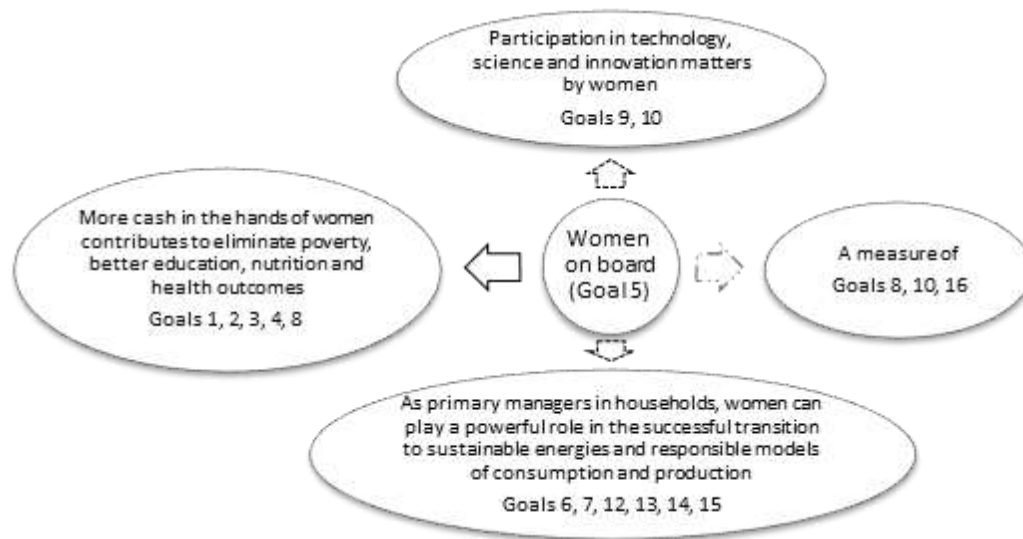 Participation in technology,
science and innovation matters
by women
Goals 9, 10
More cash in the hands of women
contributes to eliminate poverty,
better education, nutrition and
health outcomes
Goals 1, 2, 3, 4, 8
Women
on board
(Goal 5)
A measure of
Goals 8, 10, 16
As primary managers in households, women can
play a powerful role in the successful transition
to sustainable energies and responsible models
of consumption and production
Goals 6, 7, 12, 13, 14, 15